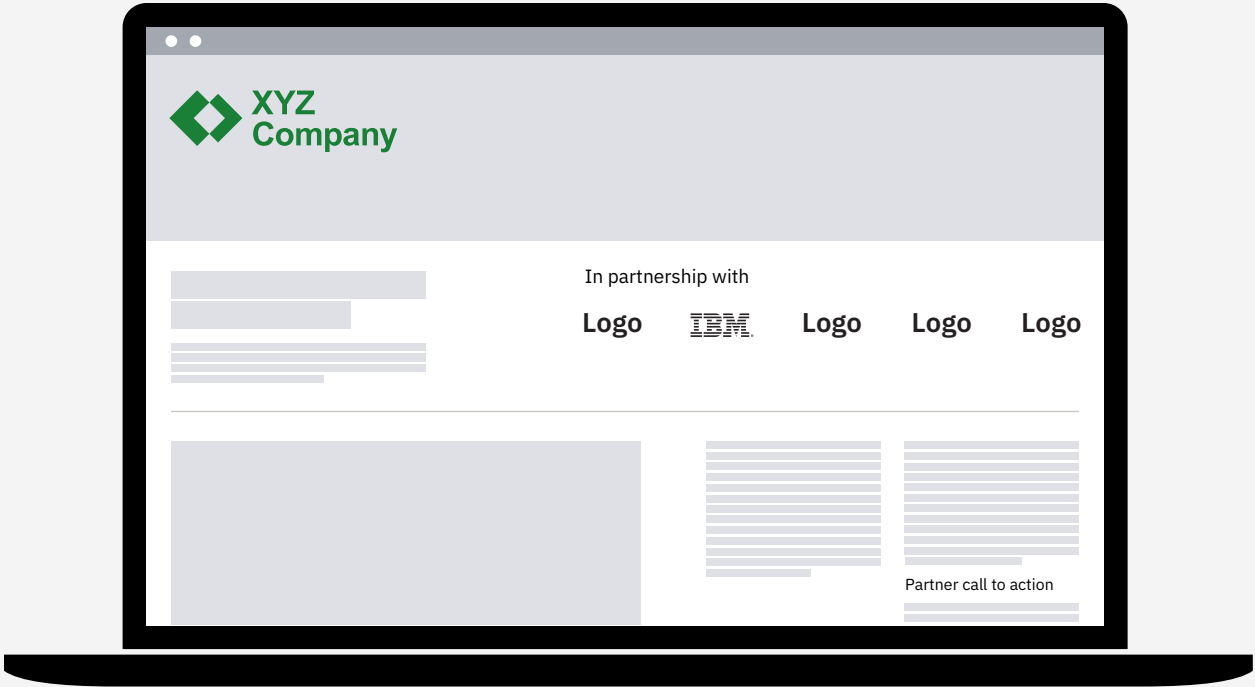 XYZ
Company
In partnership with
Logo IBM Logo Logo Logo
Partner call to action